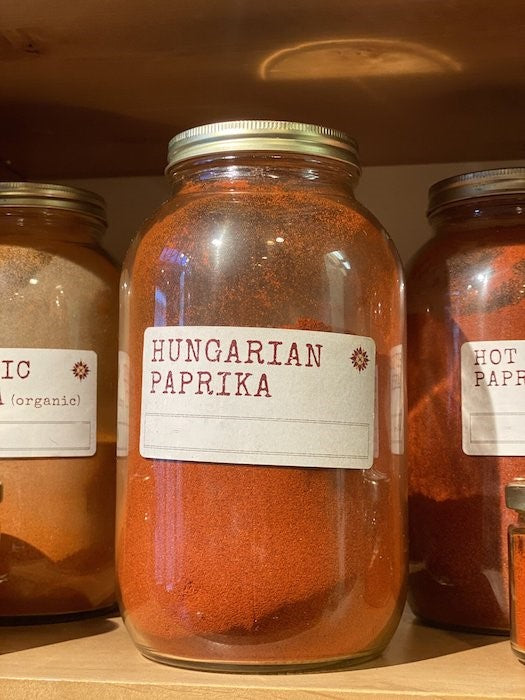 HUNGARIAN
PAPRIKA
IC
(organic)
HOT
PAPR